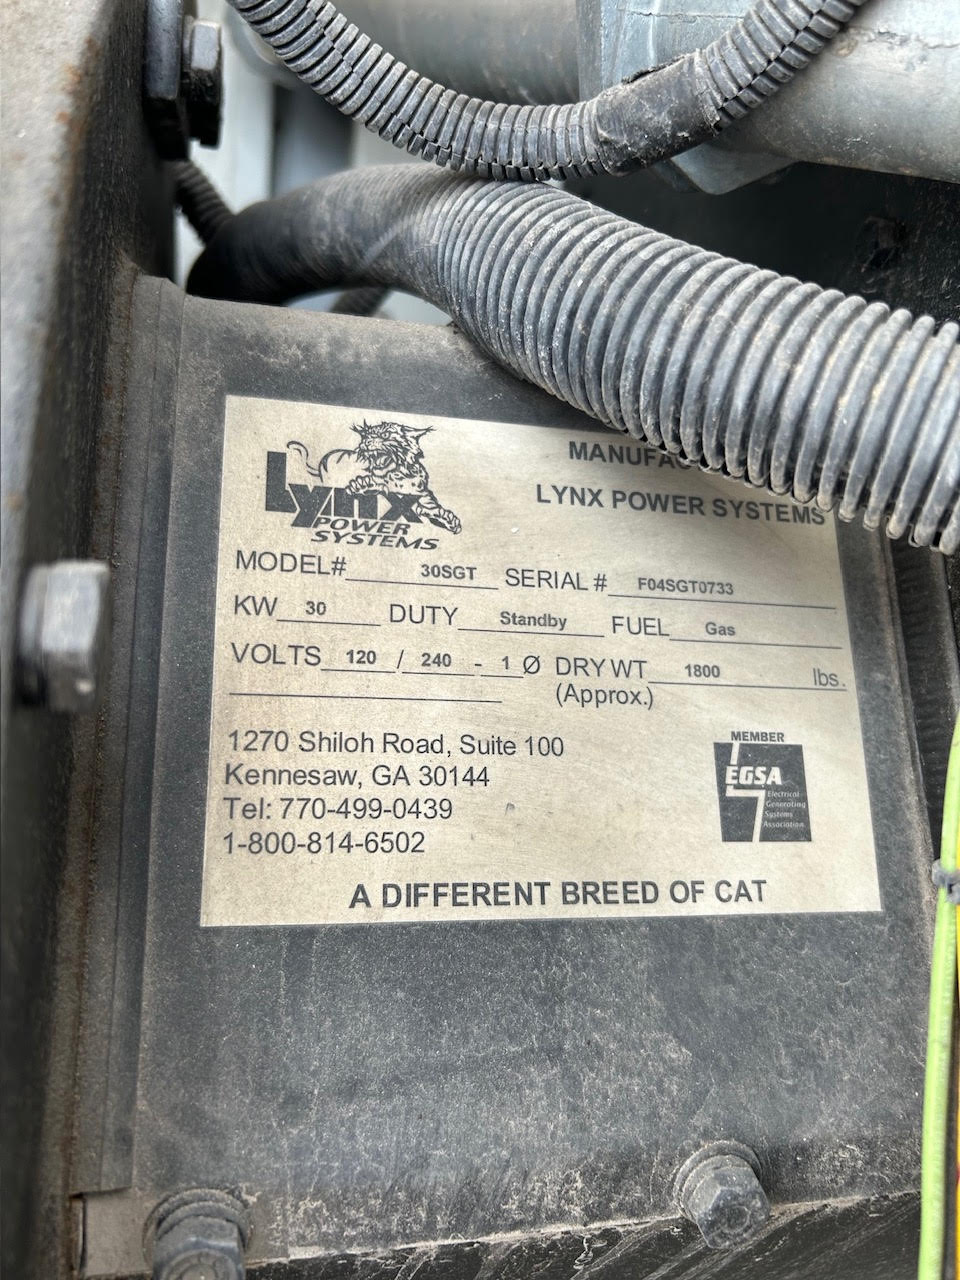 Lynx
POWER
SYSTEMS
LYNX POWER SYSTEMS
MODEL# 30SGT SERIAL # F04SGT0733
KW 30 DUTY Standby FUEL Gas
VOLTS 120 / 240 - 1 Ø DRY WT 1800 lbs.
(Approx.)
1270 Shiloh Road, Suite 100
Kennesaw, GA 30144
Tel: 770-499-0439
1-800-814-6502
MEMBER
EGSA
Electrical
Generating
Systems
Association
A DIFFERENT BREED OF CAT